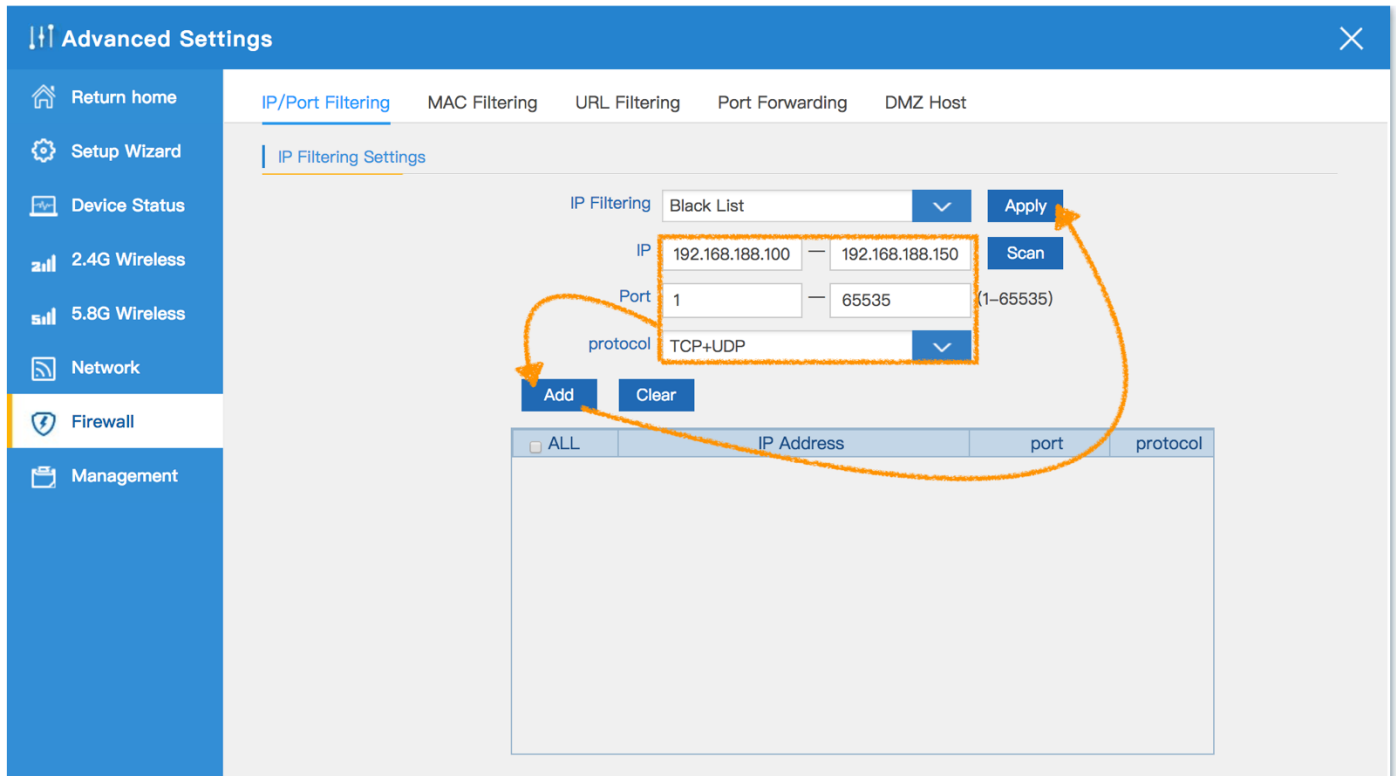 Advanced Settings
Return home
Setup Wizard
Device Status
2.4G Wireless
5.8G Wireless
Network
Firewall
Management
IP/Port Filtering MAC Filtering URL Filtering Port Forwarding DMZ Host
IP Filtering Settings
IP Filtering Black List Apply
IP 192.168.188.100 — 192.168.188.150 Scan
Port 1 — 65535 (1–65535)
protocol TCP+UDP
Add Clear
ALL IP Address port protocol